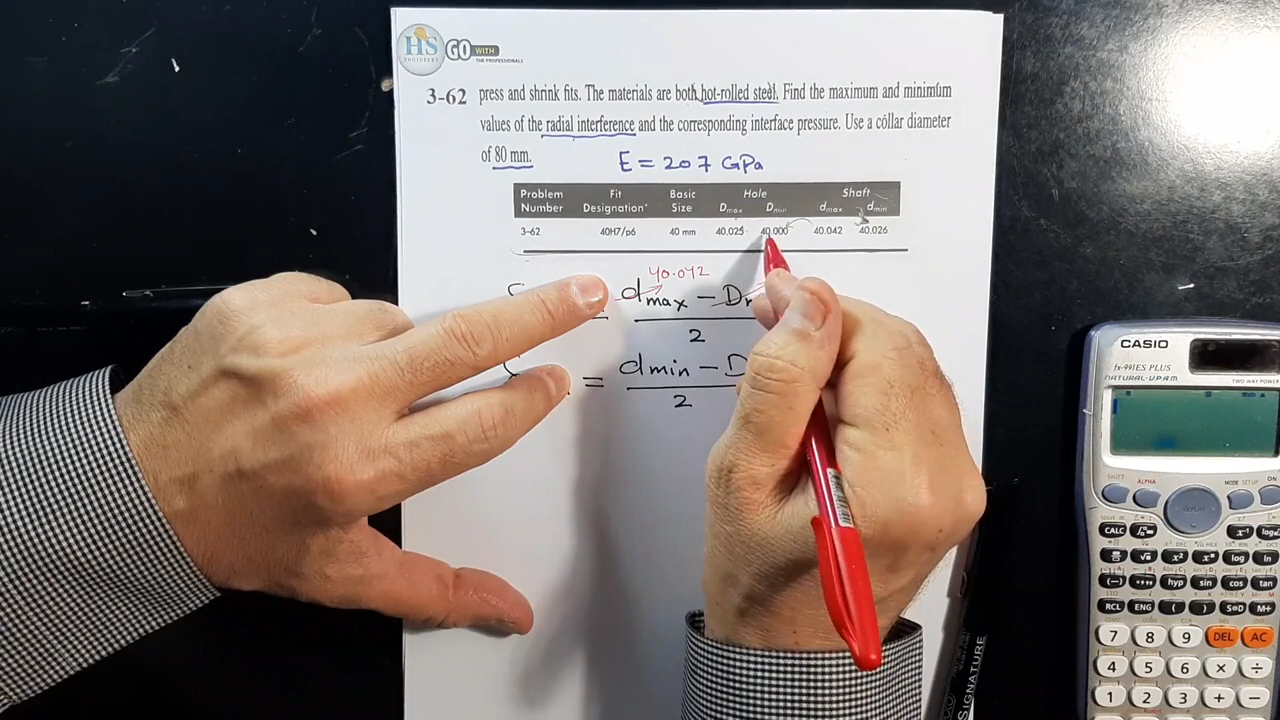 HS
ENGINEERS
GO WITH
THE PROFESSIONALS
3-62 press and shrink fits. The materials are both hot-rolled steel. Find the maximum and minimum
values of the radial interference and the corresponding interface pressure. Use a collar diameter
of 80 mm.
E = 207 GPa
Problem Fit Basic Hole Shaft
Number Designation* Size Dmax Dmin dmax dmin
3-62 40H7/p6 40 mm 40.025 40.000 40.042 40.026
40.042
dmax - D
2
= dmin - D
2
CASIO
fx-991ES PLUS
NATURAL-V.P.A.M.
TWO WAY POWER
SHIFT ALPHA MODE SETUP ON
REPLAY
CALC x⁻¹
x² log ln
(-) hyp sin cos tan
RCL ENG ( ) S⇔D M+
7 8 9 DEL AC
4 5 6 × ÷
1 2 3 + -
SIGNATURE